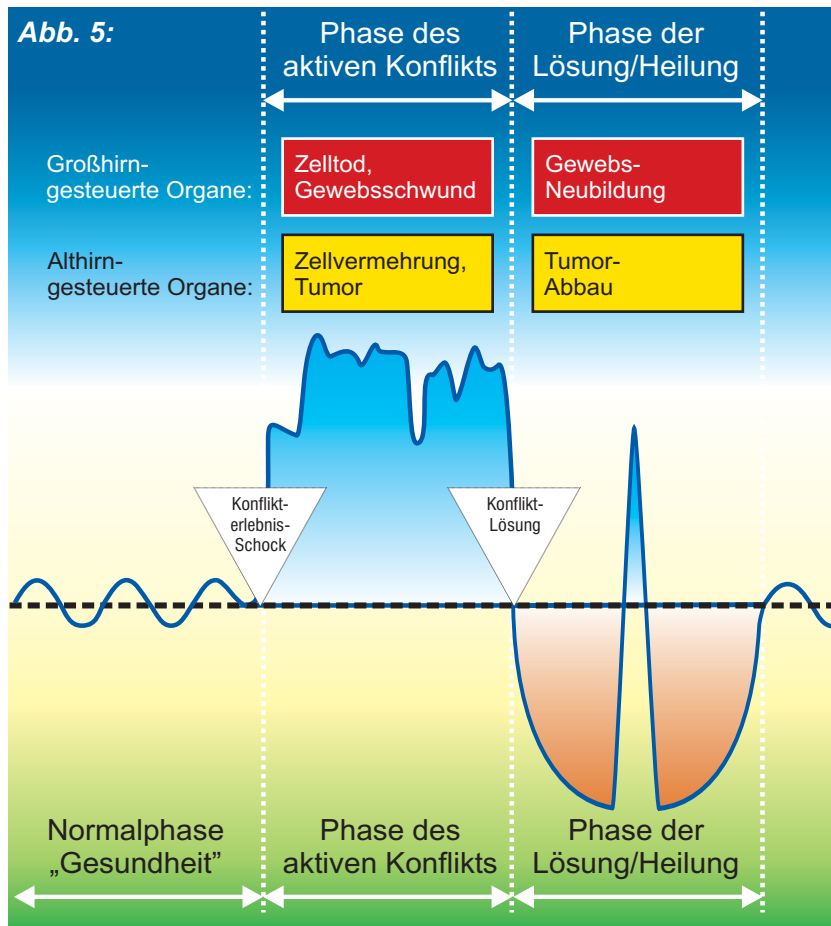 Abb. 5:
Phase des
aktiven Konflikts
Phase der
Lösung/Heilung
Großhirn-
gesteuerte Organe:
Zelltod,
Gewebsschwund
Gewebs-
Neubildung
Althirn-
gesteuerte Organe:
Zellvermehrung,
Tumor
Tumor-
Abbau
Konflikt-
erlebnis-
Schock
Konflikt-
Lösung
Normalphase
„Gesundheit”
Phase des
aktiven Konflikts
Phase der
Lösung/Heilung